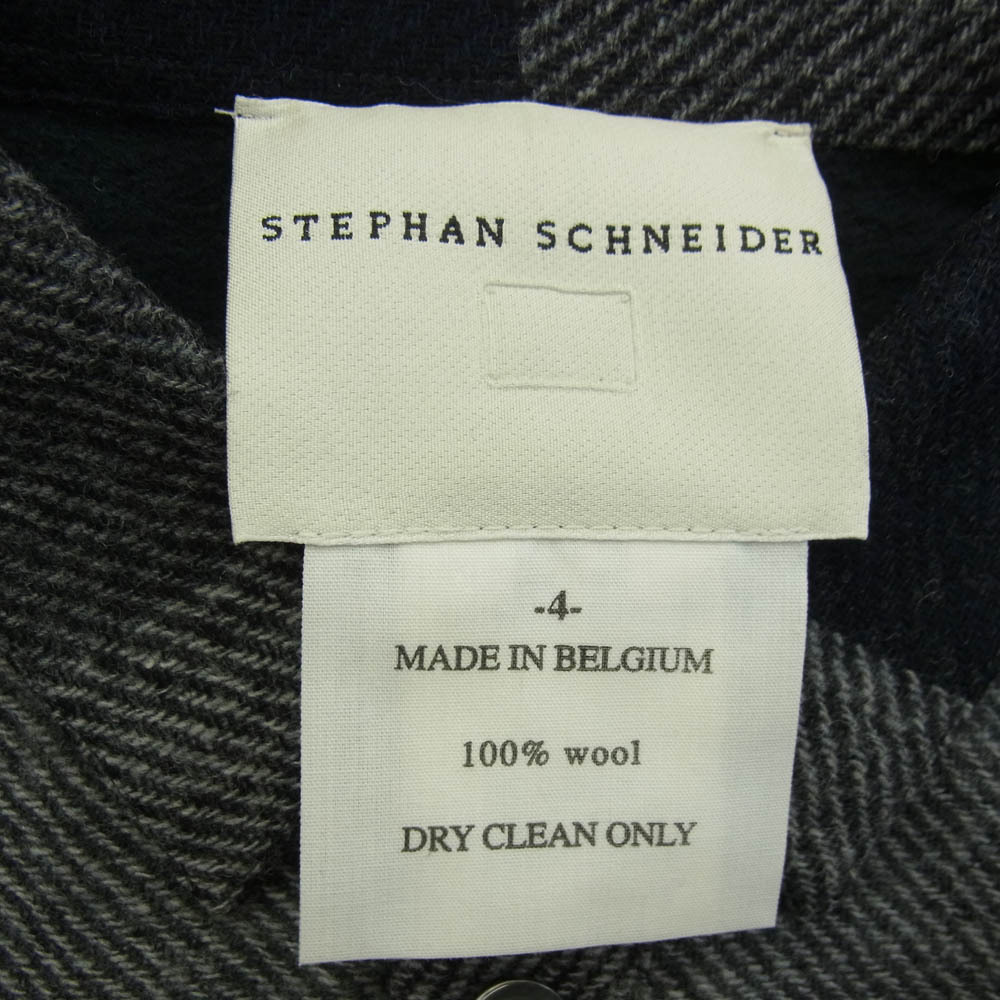 STEPHAN SCHNEIDER
-4-
MADE IN BELGIUM
100% wool
DRY CLEAN ONLY